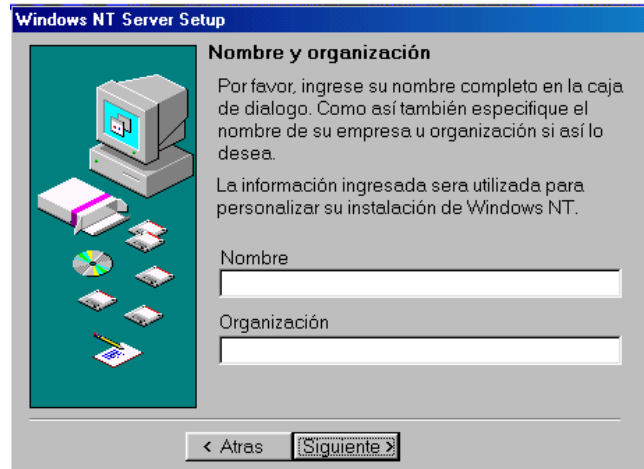 Windows NT Server Setup
Nombre y organización
Por favor, ingrese su nombre completo en la caja
de dialogo. Como así también especifique el
nombre de su empresa u organización si así lo
desea.
La información ingresada sera utilizada para
personalizar su instalación de Windows NT.
Nombre
Organización
< Atras
Siguiente >